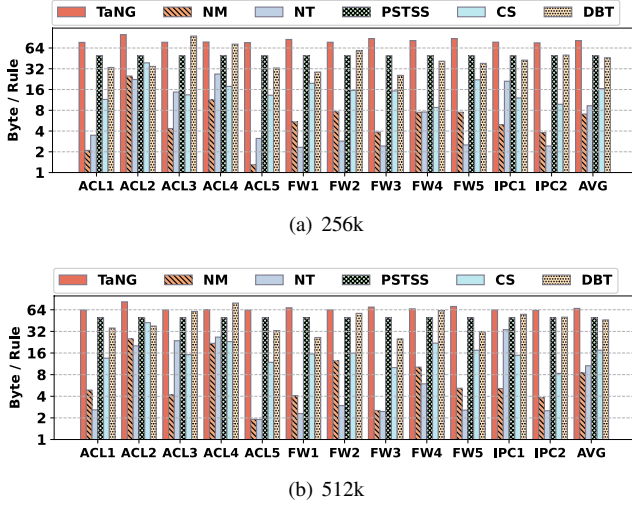 TaNG NM NT PSTSS CS DBT
Byte / Rule
64
32
16
8
4
2
1
ACL1 ACL2 ACL3 ACL4 ACL5 FW1 FW2 FW3 FW4 FW5 IPC1 IPC2 AVG
(a) 256k
TaNG NM NT PSTSS CS DBT
Byte / Rule
64
32
16
8
4
2
1
ACL1 ACL2 ACL3 ACL4 ACL5 FW1 FW2 FW3 FW4 FW5 IPC1 IPC2 AVG
(b) 512k